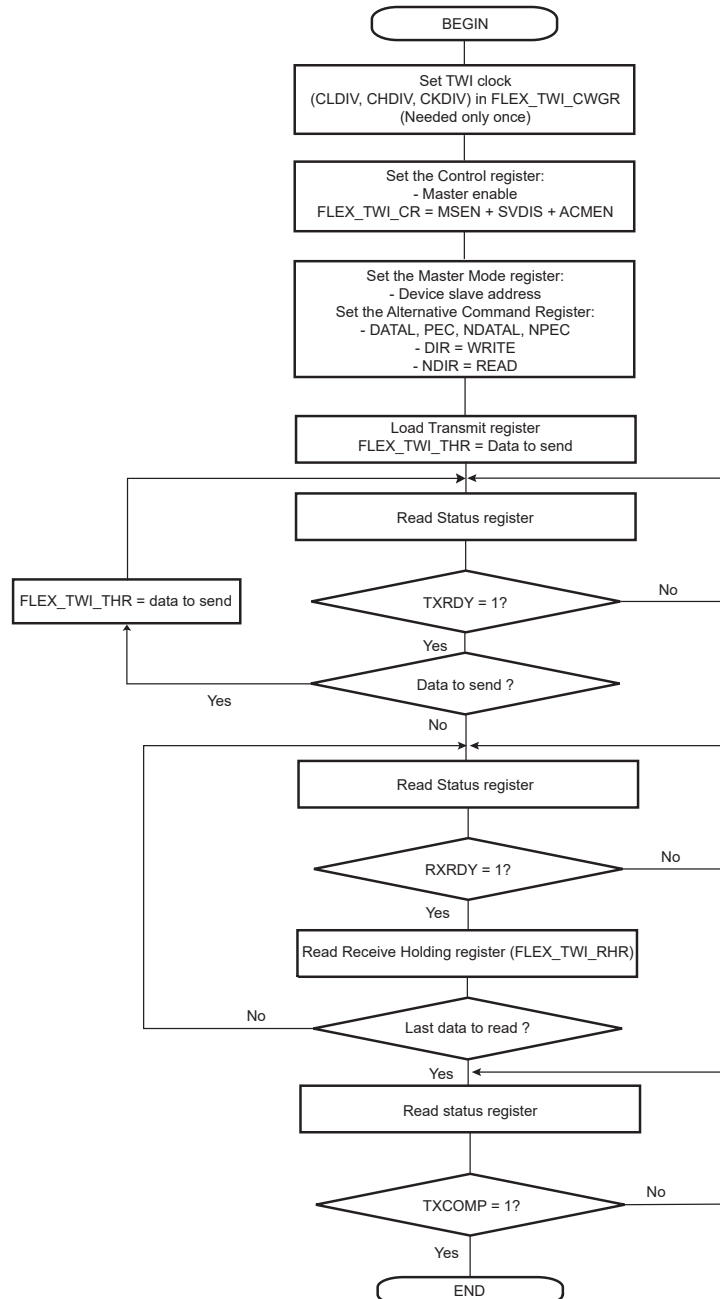 BEGIN
Set TWI clock
(CLDIV, CHDIV, CKDIV) in FLEX_TWI_CWGR
(Needed only once)
Set the Control register:
- Master enable
FLEX_TWI_CR = MSEN + SVDIS + ACMEN
Set the Master Mode register:
- Device slave address
Set the Alternative Command Register:
- DATAL, PEC, NDATAL, NPEC
- DIR = WRITE
- NDIR = READ
Load Transmit register
FLEX_TWI_THR = Data to send
Read Status register
FLEX_TWI_THR = data to send
TXRDY = 1?
No
Yes
Data to send ?
Yes
No
Read Status register
RXRDY = 1?
No
Yes
Read Receive Holding register (FLEX_TWI_RHR)
No
Last data to read ?
Yes
Read status register
TXCOMP = 1?
No
Yes
END